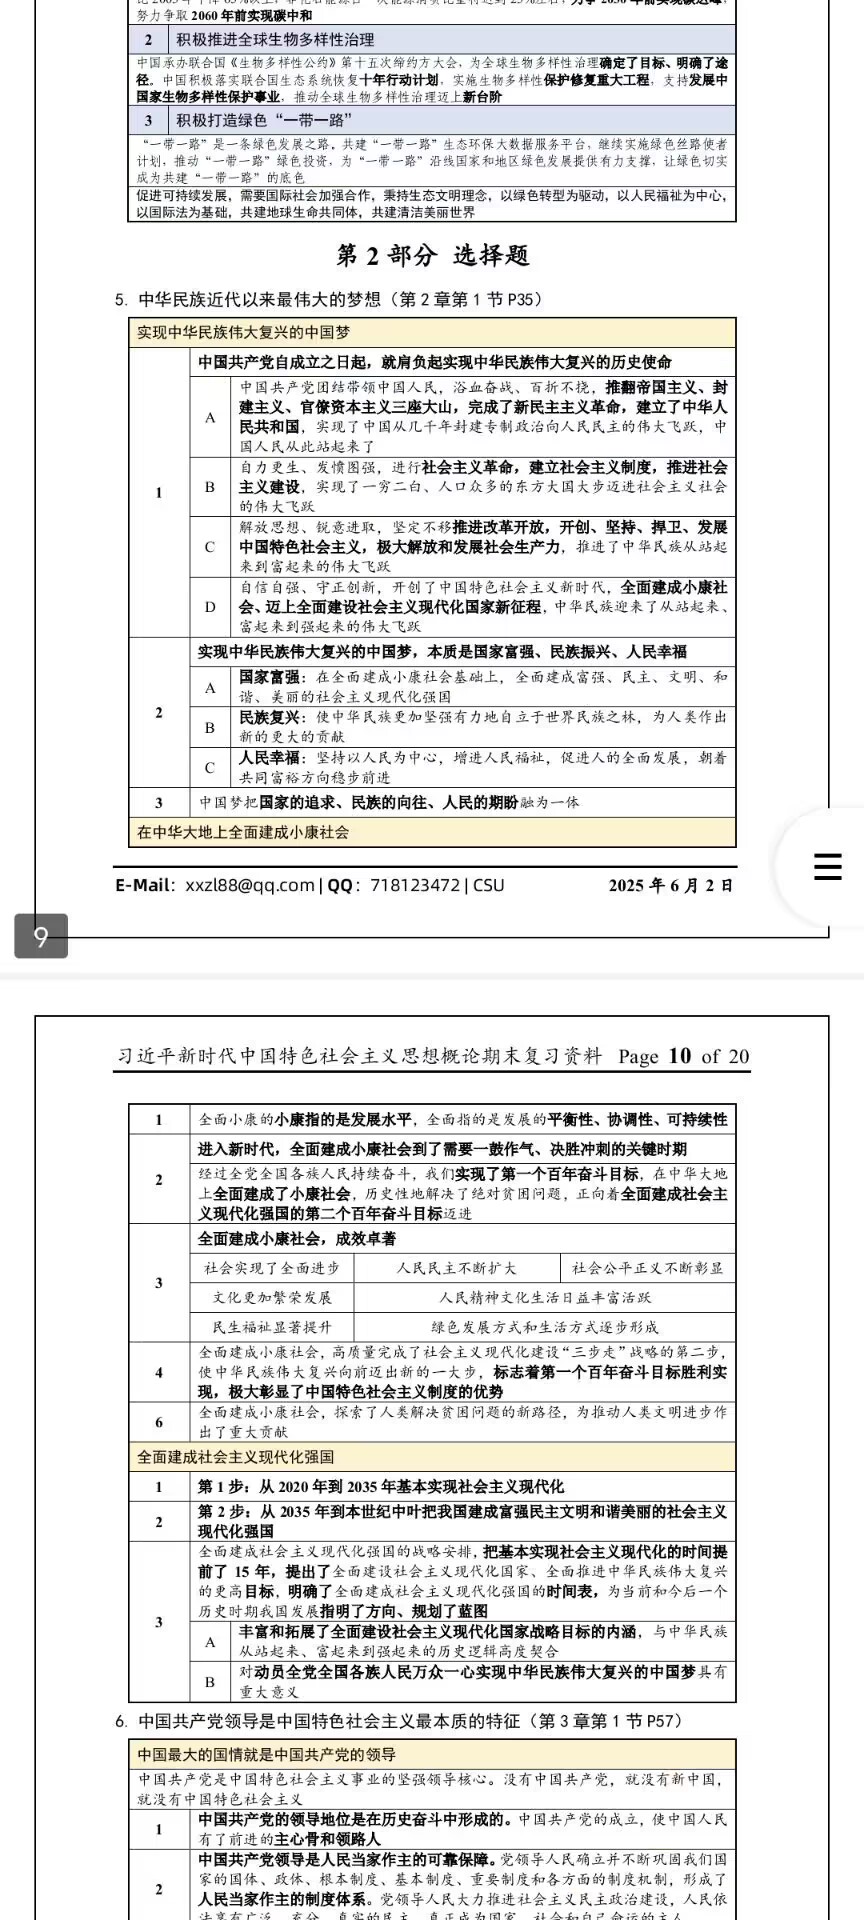 努力争取 2060 年前实现碳中和
2 积极推进全球生物多样性治理
中国承办联合国《生物多样性公约》第十五次缔约方大会，为全球生物多样性治理确定了目标、明确了途
径。中国积极落实联合国生态系统恢复十年行动计划，实施生物多样性保护修复重大工程，支持发展中
国家生物多样性保护事业，推动全球生物多样性治理迈上新台阶
3 积极打造绿色“一带一路”
“一带一路”是一条绿色发展之路。共建“一带一路”生态环保大数据服务平台，继续实施绿色丝路使者
计划，推动“一带一路”绿色投资，为“一带一路”沿线国家和地区绿色发展提供有力支撑，让绿色切实
成为共建“一带一路”的底色
促进可持续发展，需要国际社会加强合作，秉持生态文明理念，以绿色转型为驱动，以人民福祉为中心，
以国际法为基础，共建地球生命共同体，共建清洁美丽世界
第 2 部分 选择题
5. 中华民族近代以来最伟大的梦想（第 2 章第 1 节 P35）
实现中华民族伟大复兴的中国梦
1
中国共产党自成立之日起，就肩负起实现中华民族伟大复兴的历史使命
A
中国共产党团结带领中国人民，浴血奋战、百折不挠，推翻帝国主义、封
建主义、官僚资本主义三座大山，完成了新民主主义革命，建立了中华人
民共和国，实现了中国从几千年封建专制政治向人民民主的伟大飞跃，中
国人民从此站起来了
B
自力更生、发愤图强，进行社会主义革命，建立社会主义制度，推进社会
主义建设，实现了一穷二白、人口众多的东方大国大步迈进社会主义社会
的伟大飞跃
C
解放思想、锐意进取，坚定不移推进改革开放，开创、坚持、捍卫、发展
中国特色社会主义，极大解放和发展社会生产力，推进了中华民族从站起
来到富起来的伟大飞跃
D
自信自强、守正创新，开创了中国特色社会主义新时代，全面建成小康社
会、迈上全面建设社会主义现代化国家新征程，中华民族迎来了从站起来、
富起来到强起来的伟大飞跃
2
实现中华民族伟大复兴的中国梦，本质是国家富强、民族振兴、人民幸福
A
国家富强：在全面建成小康社会基础上，全面建成富强、民主、文明、和
谐、美丽的社会主义现代化强国
B
民族复兴：使中华民族更加坚强有力地自立于世界民族之林，为人类作出
新的更大的贡献
C
人民幸福：坚持以人民为中心，增进人民福祉，促进人的全面发展，朝着
共同富裕方向稳步前进
3 中国梦把国家的追求、民族的向往、人民的期盼融为一体
在中华大地上全面建成小康社会
E-Mail：xxzl88@qq.com | QQ：718123472 | CSU 2025 年 6 月 2 日
9
习近平新时代中国特色社会主义思想概论期末复习资料 Page 10 of 20
1 全面小康的小康指的是发展水平，全面指的是发展的平衡性、协调性、可持续性
2
进入新时代，全面建成小康社会到了需要一鼓作气、决胜冲刺的关键时期
经过全党全国各族人民持续奋斗，我们实现了第一个百年奋斗目标，在中华大地
上全面建成了小康社会，历史性地解决了绝对贫困问题，正向着全面建成社会主
义现代化强国的第二个百年奋斗目标迈进
3
全面建成小康社会，成效卓著
社会实现了全面进步 人民民主不断扩大 社会公平正义不断彰显
文化更加繁荣发展 人民精神文化生活日益丰富活跃
民生福祉显著提升 绿色发展方式和生活方式逐步形成
4
全面建成小康社会，高质量完成了社会主义现代化建设“三步走”战略的第二步，
使中华民族伟大复兴向前迈出新的一大步，标志着第一个百年奋斗目标胜利实
现，极大彰显了中国特色社会主义制度的优势
6
全面建成小康社会，探索了人类解决贫困问题的新路径，为推动人类文明进步作
出了重大贡献
全面建成社会主义现代化强国
1 第 1 步：从 2020 年到 2035 年基本实现社会主义现代化
2
第 2 步：从 2035 年到本世纪中叶把我国建成富强民主文明和谐美丽的社会主义
现代化强国
3
全面建成社会主义现代化强国的战略安排，把基本实现社会主义现代化的时间提
前了 15 年，提出了全面建设社会主义现代化国家、全面推进中华民族伟大复兴
的更高目标，明确了全面建成社会主义现代化强国的时间表，为当前和今后一个
历史时期我国发展指明了方向、规划了蓝图
A
丰富和拓展了全面建设社会主义现代化国家战略目标的内涵，与中华民族
从站起来、富起来到强起来的历史逻辑高度契合
B
对动员全党全国各族人民万众一心实现中华民族伟大复兴的中国梦具有
重大意义
6. 中国共产党领导是中国特色社会主义最本质的特征（第 3 章第 1 节 P57）
中国最大的国情就是中国共产党的领导
中国共产党是中国特色社会主义事业的坚强领导核心。没有中国共产党，就没有新中国，
就没有中国特色社会主义
1
中国共产党的领导地位是在历史奋斗中形成的。中国共产党的成立，使中国人民
有了前进的主心骨和领路人
2
中国共产党领导是人民当家作主的可靠保障。党领导人民确立并不断巩固我们国
家的国体、政体、根本制度、基本制度、重要制度和各方面的制度机制，形成了
人民当家作主的制度体系。党领导人民大力推进社会主义民主政治建设，人民依